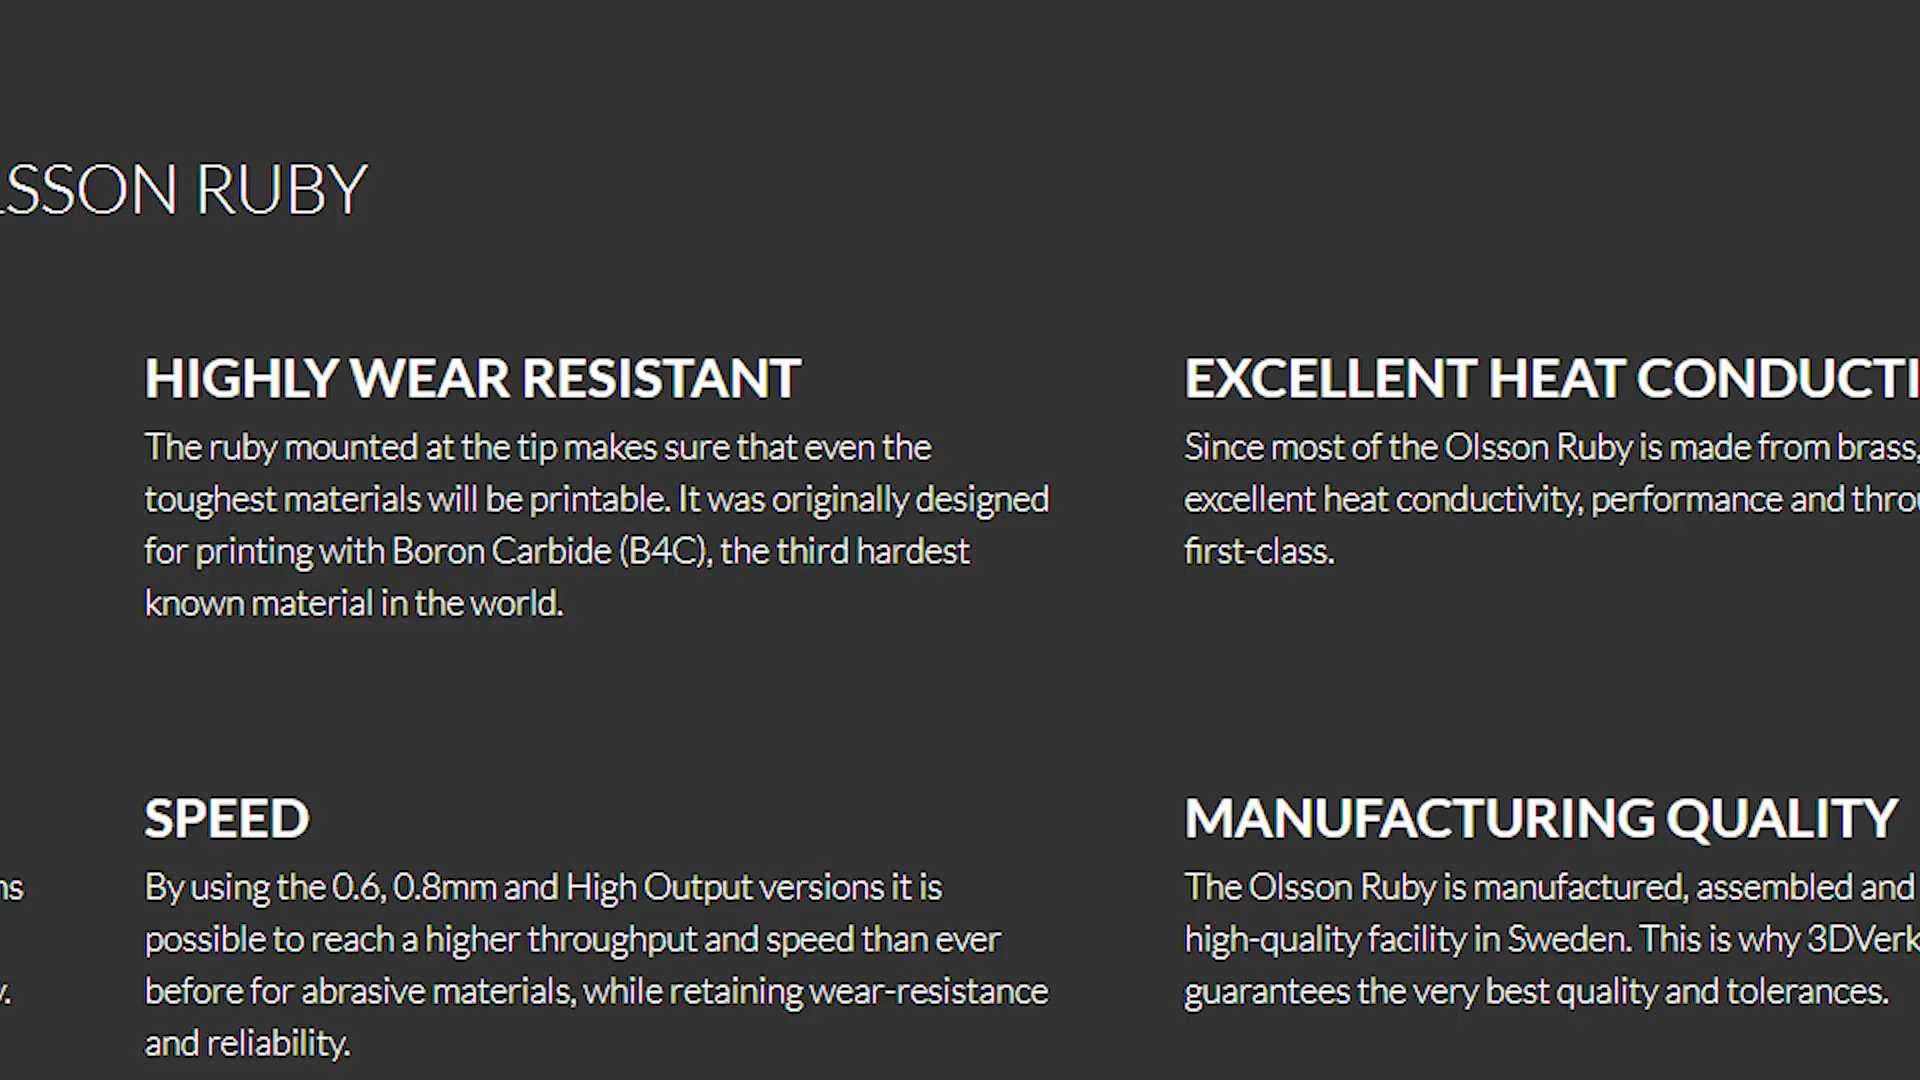 LSSON RUBY
HIGHLY WEAR RESISTANT
The ruby mounted at the tip makes sure that even the
toughest materials will be printable. It was originally designed
for printing with Boron Carbide (B4C), the third hardest
known material in the world.
EXCELLENT HEAT CONDUCTI
Since most of the Olsson Ruby is made from brass,
excellent heat conductivity, performance and throu
first-class.
SPEED
By using the 0.6, 0.8mm and High Output versions it is
possible to reach a higher throughput and speed than ever
before for abrasive materials, while retaining wear-resistance
and reliability.
MANUFACTURING QUALITY
The Olsson Ruby is manufactured, assembled and
high-quality facility in Sweden. This is why 3DVerk
guarantees the very best quality and tolerances.